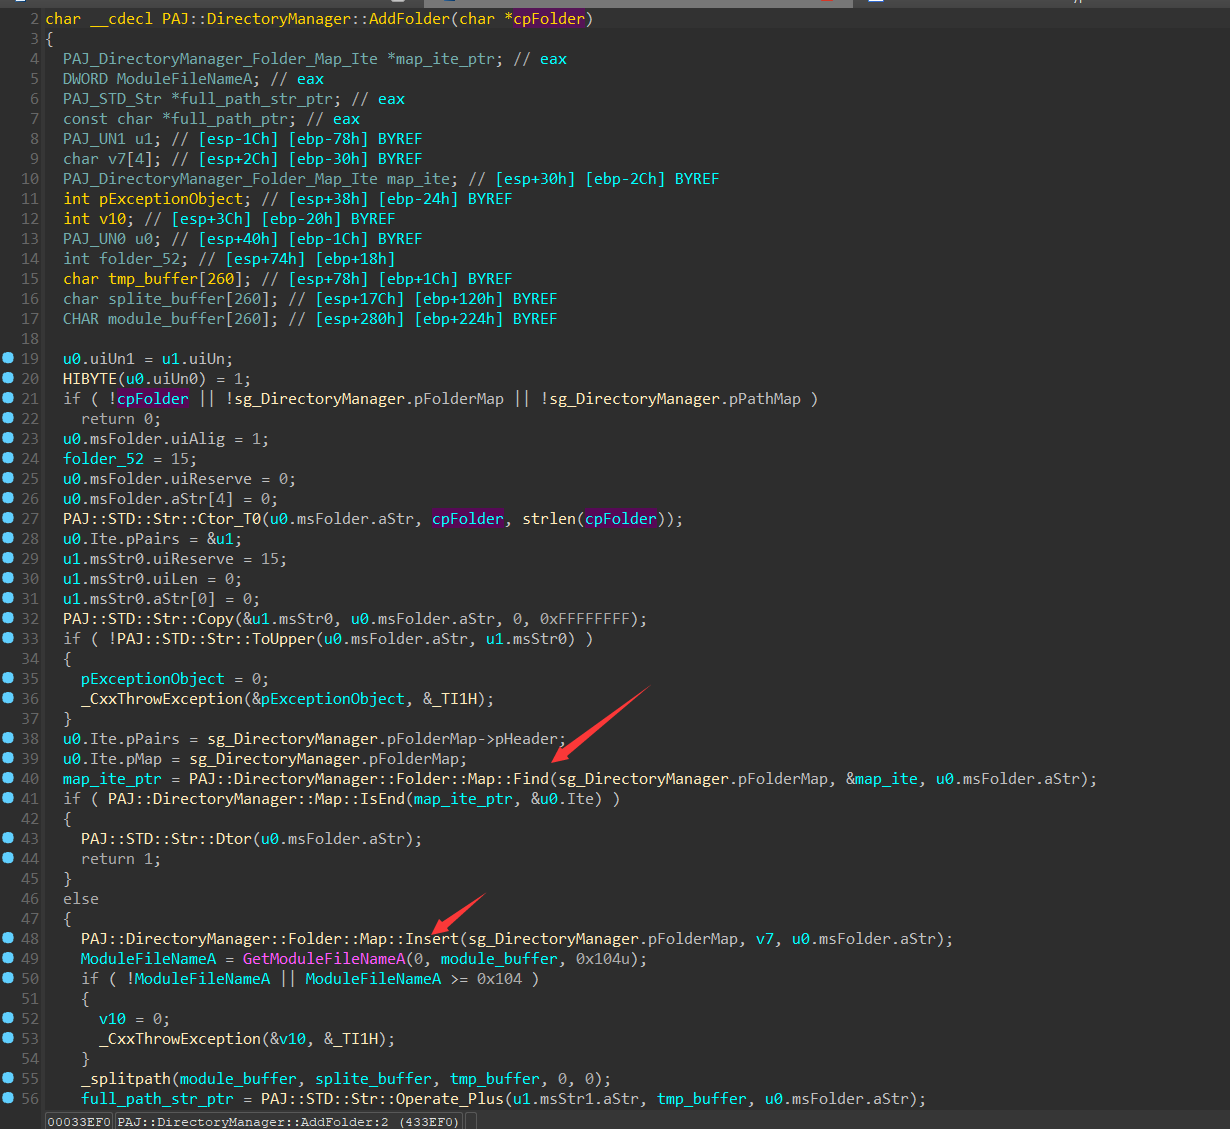 2 char __cdecl PAJ::DirectoryManager::AddFolder(char *cpFolder)
3 {
4 PAJ_DirectoryManager_Folder_Map_Ite *map_ite_ptr; // eax
5 DWORD ModuleFileNameA; // eax
6 PAJ_STD_Str *full_path_str_ptr; // eax
7 const char *full_path_ptr; // eax
8 PAJ_UN1 u1; // [esp-1Ch] [ebp-78h] BYREF
9 char v7[4]; // [esp+2Ch] [ebp-30h] BYREF
10 PAJ_DirectoryManager_Folder_Map_Ite map_ite; // [esp+30h] [ebp-2Ch] BYREF
11 int pExceptionObject; // [esp+38h] [ebp-24h] BYREF
12 int v10; // [esp+3Ch] [ebp-20h] BYREF
13 PAJ_UN0 u0; // [esp+40h] [ebp-1Ch] BYREF
14 int folder_52; // [esp+74h] [ebp+18h]
15 char tmp_buffer[260]; // [esp+78h] [ebp+1Ch] BYREF
16 char splite_buffer[260]; // [esp+17Ch] [ebp+120h] BYREF
17 CHAR module_buffer[260]; // [esp+280h] [ebp+224h] BYREF
18
19 u0.uiUn1 = u1.uiUn;
20 HIBYTE(u0.uiUn0) = 1;
21 if ( !cpFolder || !sg_DirectoryManager.pFolderMap || !sg_DirectoryManager.pPathMap )
22 return 0;
23 u0.msFolder.uiAlig = 1;
24 folder_52 = 15;
25 u0.msFolder.uiReserve = 0;
26 u0.msFolder.aStr[4] = 0;
27 PAJ::STD::Str::Ctor_T0(u0.msFolder.aStr, cpFolder, strlen(cpFolder));
28 u0.Ite.pPairs = &u1;
29 u1.msStr0.uiReserve = 15;
30 u1.msStr0.uiLen = 0;
31 u1.msStr0.aStr[0] = 0;
32 PAJ::STD::Str::Copy(&u1.msStr0, u0.msFolder.aStr, 0, 0xFFFFFFFF);
33 if ( !PAJ::STD::Str::ToUpper(u0.msFolder.aStr, u1.msStr0) )
34 {
35 pExceptionObject = 0;
36 _CxxThrowException(&pExceptionObject, &_TI1H);
37 }
38 u0.Ite.pPairs = sg_DirectoryManager.pFolderMap->pHeader;
39 u0.Ite.pMap = sg_DirectoryManager.pFolderMap;
40 map_ite_ptr = PAJ::DirectoryManager::Folder::Map::Find(sg_DirectoryManager.pFolderMap, &map_ite, u0.msFolder.aStr);
41 if ( PAJ::DirectoryManager::Map::IsEnd(map_ite_ptr, &u0.Ite) )
42 {
43 PAJ::STD::Str::Dtor(u0.msFolder.aStr);
44 return 1;
45 }
46 else
47 {
48 PAJ::DirectoryManager::Folder::Map::Insert(sg_DirectoryManager.pFolderMap, v7, u0.msFolder.aStr);
49 ModuleFileNameA = GetModuleFileNameA(0, module_buffer, 0x104u);
50 if ( !ModuleFileNameA || ModuleFileNameA >= 0x104 )
51 {
52 v10 = 0;
53 _CxxThrowException(&v10, &_TI1H);
54 }
55 _splitpath(module_buffer, splite_buffer, tmp_buffer, 0, 0);
56 full_path_str_ptr = PAJ::STD::Str::Operate_Plus(u1.msStr1.aStr, tmp_buffer, u0.msFolder.aStr);
00033EF0 PAJ::DirectoryManager::AddFolder:2 (433EF0)